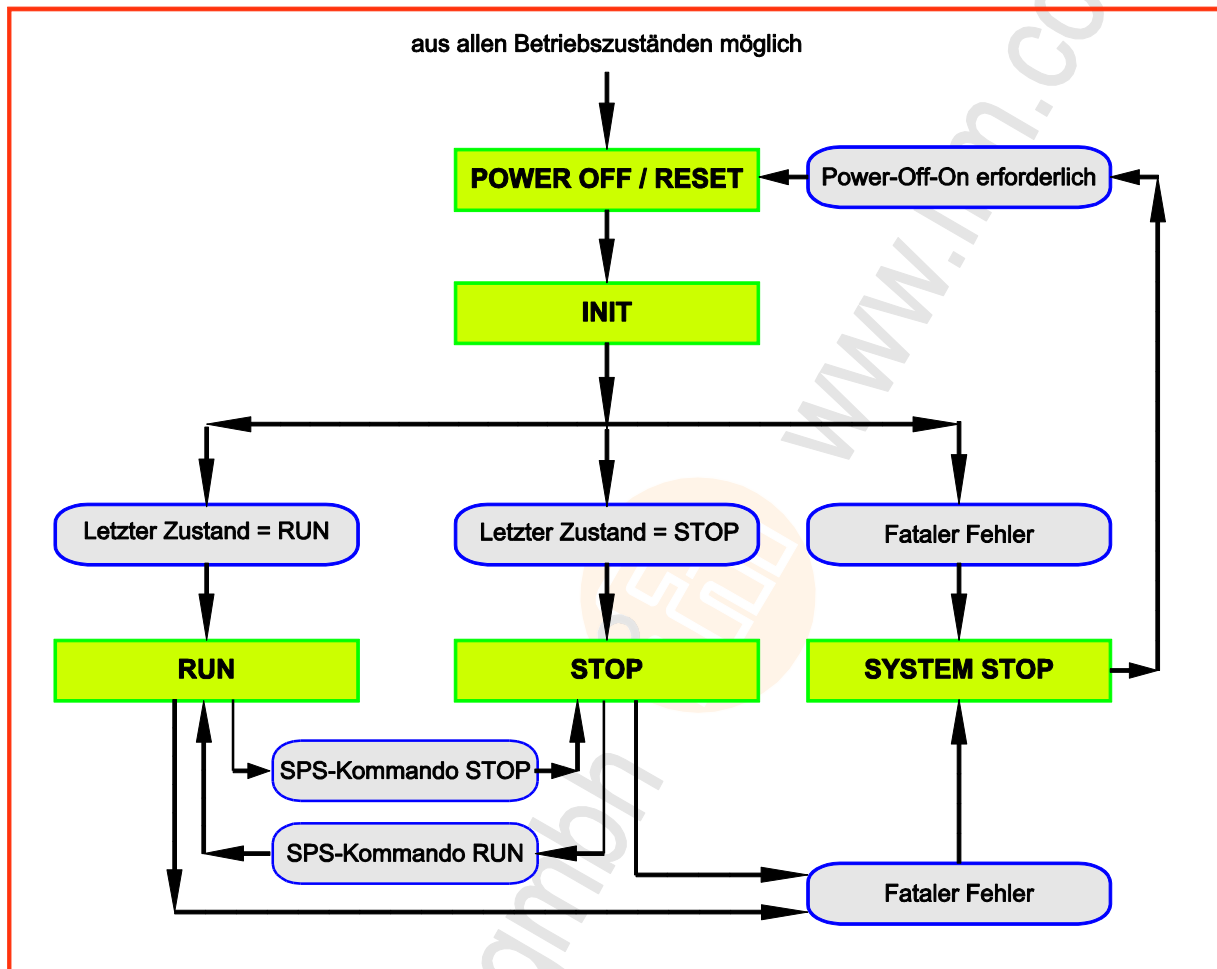 aus allen Betriebszuständen möglich
POWER OFF / RESET
Power-Off-On erforderlich
INIT
Letzter Zustand = RUN
Letzter Zustand = STOP
Fataler Fehler
RUN
STOP
SYSTEM STOP
SPS-Kommando STOP
SPS-Kommando RUN
Fataler Fehler
gmbh